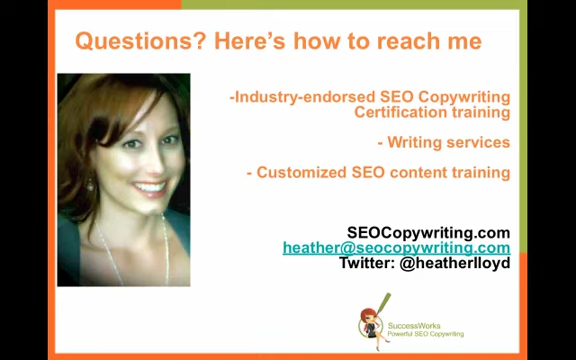 Questions? Here's how to reach me
-Industry-endorsed SEO Copywriting
Certification training
- Writing services
- Customized SEO content training
SEOCopywriting.com
heather@seocopywriting.com
Twitter: @heatherlloyd
SuccessWorks
Powerful SEO Copywriting